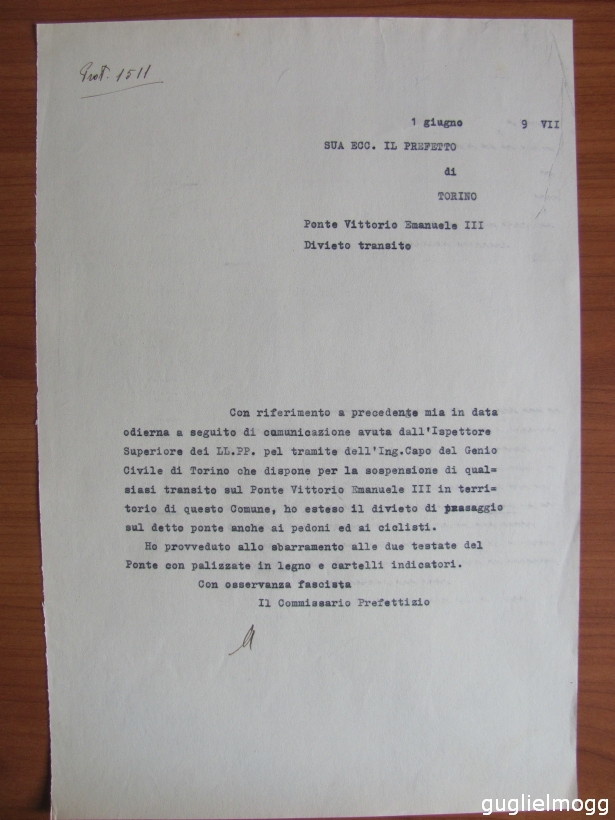 Prot. 1511
1 giugno 9 VII
SUA ECC. IL PREFETTO
di
TORINO
Ponte Vittorio Emanuele III
Divieto transito
Con riferimento a precedente mia in data
odierna a seguito di comunicazione avuta dall'Ispettore
Superiore dei LL.PP. pel tramite dell'Ing.Capo del Genio
Civile di Torino che dispone per la sospensione di qual=
siasi transito sul Ponte Vittorio Emanuele III in terri=
torio di questo Comune, ho esteso il divieto di passaggio
sul detto ponte anche ai pedoni ed ai ciclisti.
Ho provveduto allo sbarramento alle due testate del
Ponte con palizzate in legno e cartelli indicatori.
Con osservanza fascista
Il Commissario Prefettizio
guglielmogg